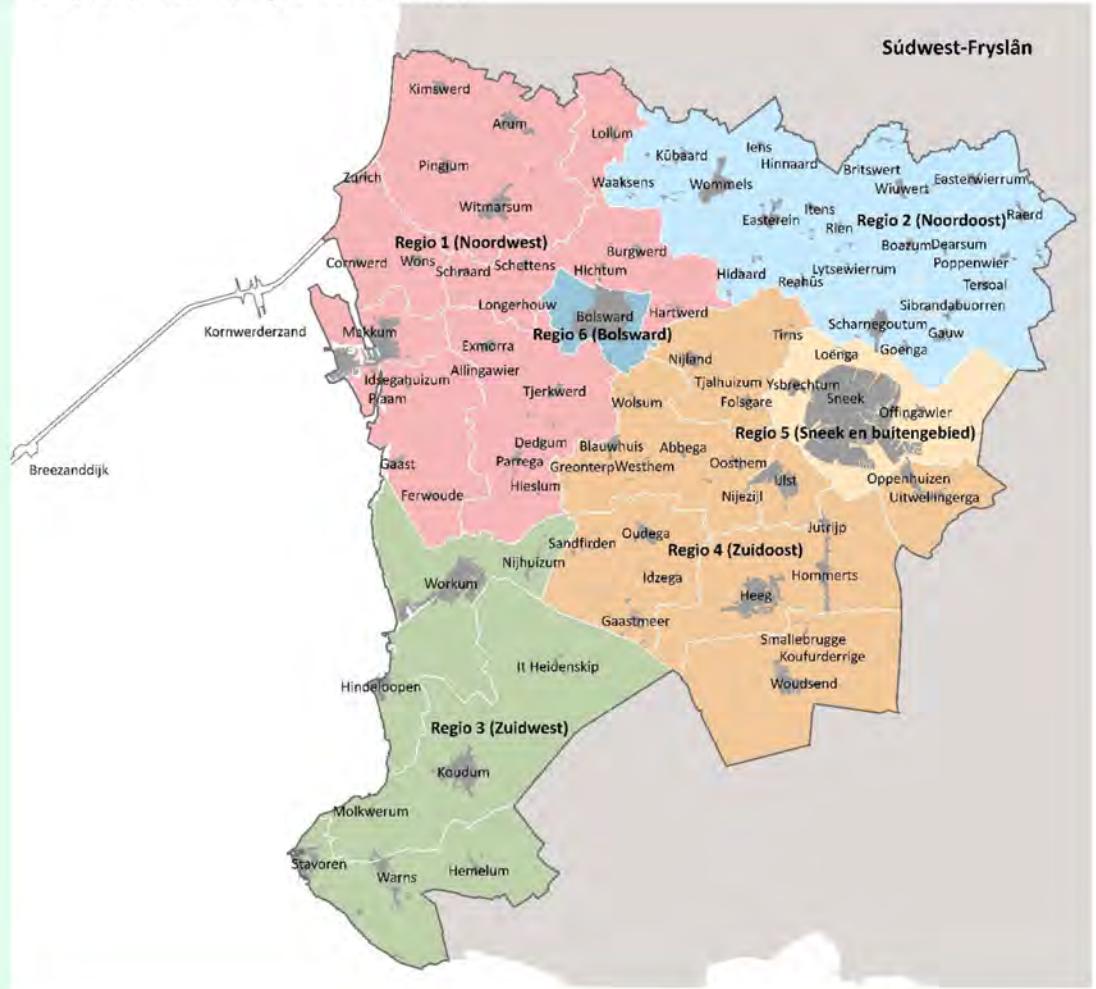 Súdwest-Fryslân
Kimswerd
Arum
Lollum
Pingjum
Zurich
Witmarsum
Waaksens
Kûbaard
Iens
Hinnaard
Wommels
Britswert
Wiuwert
Easterwierrum
Easterein
Itens
Rien
Regio 2 (Noordoost)
Raerd
Boazum
Dearsum
Poppenwier
Tersoal
Regio 1 (Noordwest)
Burgwerd
Cornwerd
Wons
Schraard
Schettens
Hichtum
Hidaard
Reahûs
Lytsewierrum
Sibrandabuorren
Longerhouw
Bolsward
Hartwerd
Scharnegoutum
Gauw
Goenga
Kornwerderzand
Makkum
Regio 6 (Bolsward)
Tirns
Loënga
Exmorra
Nijland
Allingawier
Idsegahuizum
Piaam
Tjerkwerd
Wolsum
Tjalhuizum
Ysbrechtum
Folsgare
Sneek
Offingawier
Regio 5 (Sneek en buitengebied)
Breezanddijk
Dedgum
Blauwhuis
Abbega
Gaast
Parrega
Greonterp
Westhem
Oosthem
IJlst
Oppenhuizen
Uitwellingerga
Ferwoude
Hieslum
Nijezijl
Jutrijp
Sandfirden
Oudega
Regio 4 (Zuidoost)
Nijhuizum
Workum
Idzega
Hommerts
Heeg
Gaastmeer
Smallebrugge
Koufurderrige
It Heidenskip
Woudsend
Hindeloopen
Regio 3 (Zuidwest)
Koudum
Molkwerum
Stavoren
Warns
Hemelum